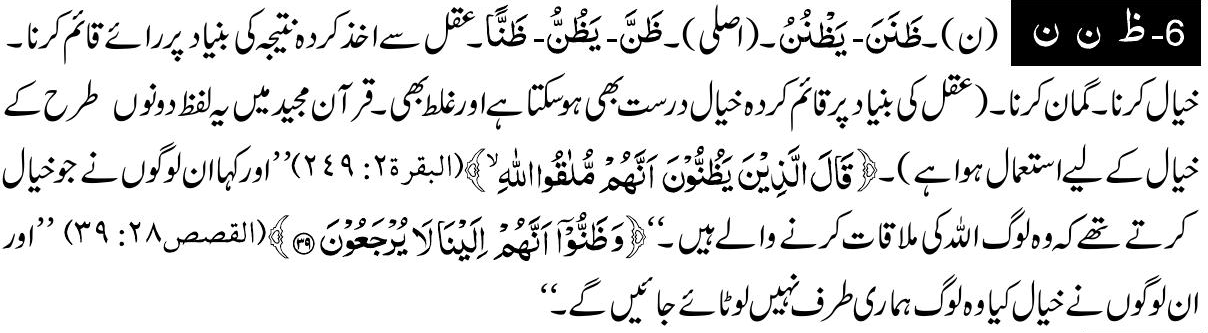 6- ظ ن ن (ن)۔ ظَنَنَ- یَظْنُنُ۔ (اصلی)۔ ظَنَّ- یَظُنُّ- ظَنًّا۔ عقل سے اخذ کردہ نتیجہ کی بنیاد پر رائے قائم کرنا۔
خیال کرنا۔ گمان کرنا۔ (عقل کی بنیاد پر قائم کردہ خیال درست بھی ہوسکتا ہے اور غلط بھی۔ قرآن مجید میں یہ لفظ دونوں طرح کے
خیال کے لیے استعمال ہوا ہے)۔ ﴿قَالَ الَّذِیْنَ یَظُنُّوْنَ اَنَّهُمْ مُّلٰقُوا اللّٰهِ ۙ﴾ (البقرۃ۲: ۲٤۹) ’’اور کہا ان لوگوں نے جو خیال
کرتے تھے کہ وہ لوگ اللہ کی ملاقات کرنے والے ہیں۔‘‘ ﴿وَ ظَنُّوْۤا اَنَّهُمْ اِلَیْنَا لَا یُرْجَعُوْنَ ۝۳۹﴾ (القصص۲۸: ۳۹) ’’اور
ان لوگوں نے خیال کیا وہ لوگ ہماری طرف نہیں لوٹائے جائیں گے۔‘‘